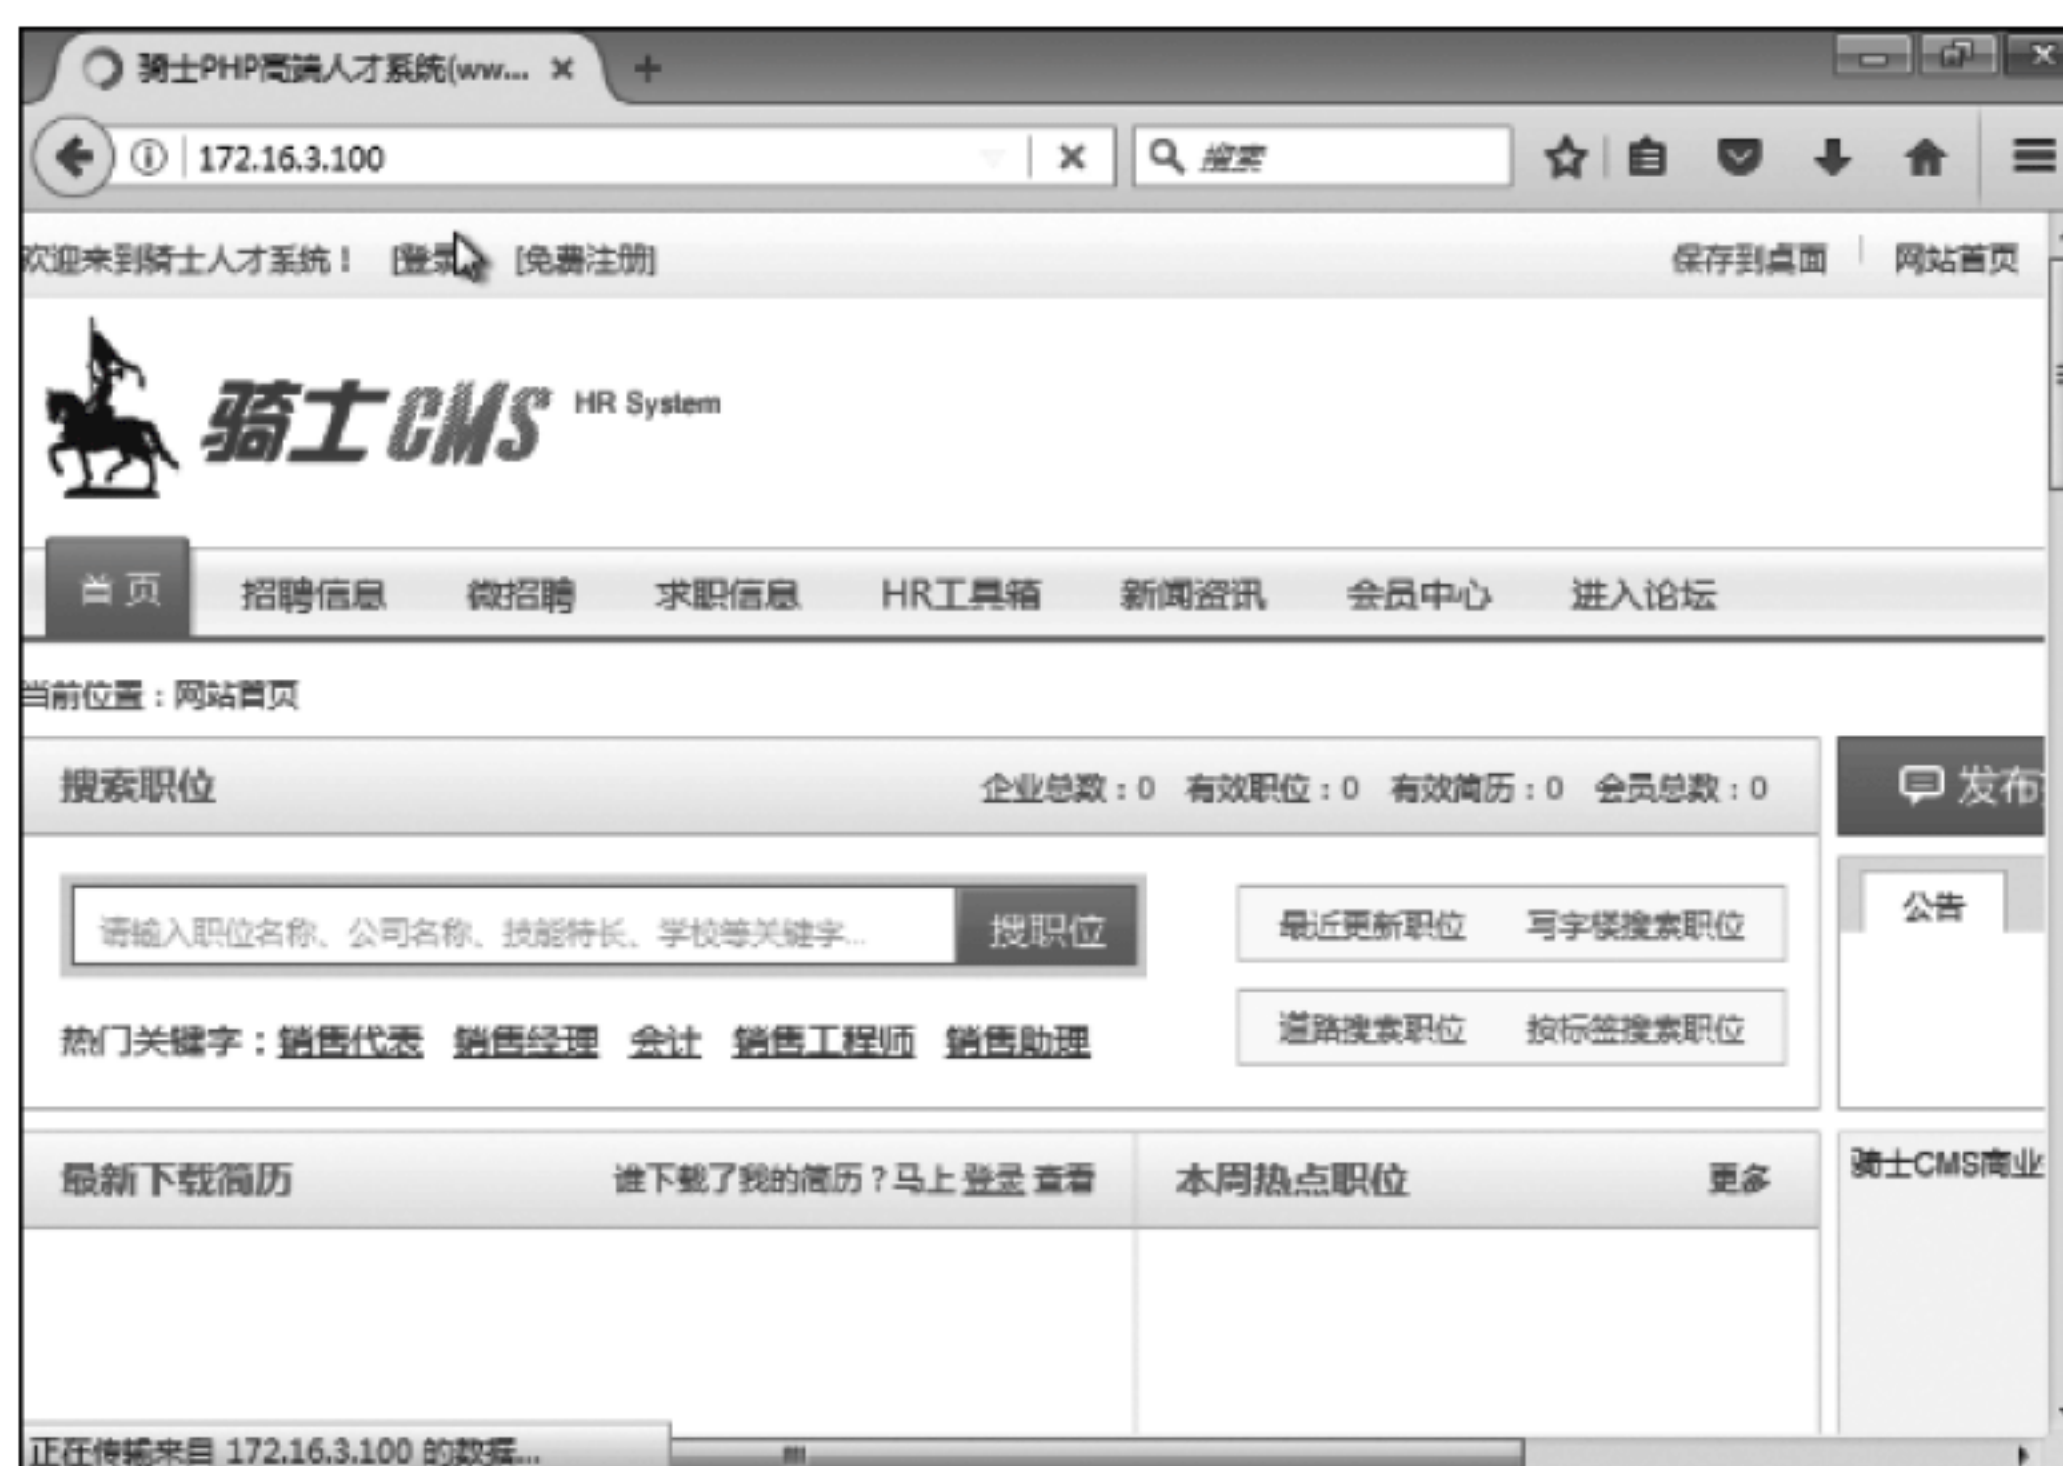 骑士PHP高端人才系统(ww...
172.16.3.100
搜索
欢迎来到骑士人才系统！ [登录 [免费注册] 保存到桌面 网站首页
骑士CMS HR System
首页 招聘信息 微招聘 求职信息 HR工具箱 新闻资讯 会员中心 进入论坛
当前位置：网站首页
搜索职位 企业总数：0 有效职位：0 有效简历：0 会员总数：0
发布
请输入职位名称、公司名称、技能特长、学校等关键字... 搜职位
最近更新职位 写字楼搜索职位
公告
道路搜索职位 按标签搜索职位
热门关键字：销售代表 销售经理 会计 销售工程师 销售助理
最新下载简历 谁下载了我的简历？马上 登录 查看
本周热点职位 更多
骑士CMS商业
正在传输来自 172.16.3.100 的数据...